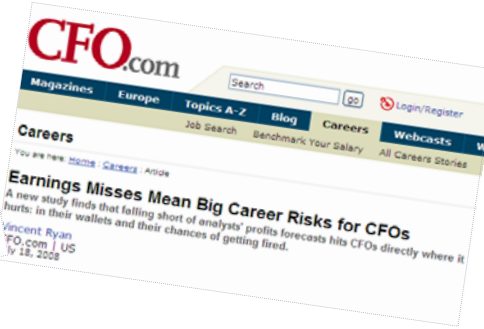 CFO.com
Search go Login/Register
Magazines Europe Topics A-Z Blog Careers Webcasts
Job Search Benchmark Your Salary All Careers Stories
Careers
You are here: Home | Careers | Article
Earnings Misses Mean Big Career Risks for CFOs
A new study finds that falling short of analysts' profits forecasts hits CFOs directly where it
hurts: in their wallets and their chances of getting fired.
Vincent Ryan
CFO.com | US
ly 18, 2008